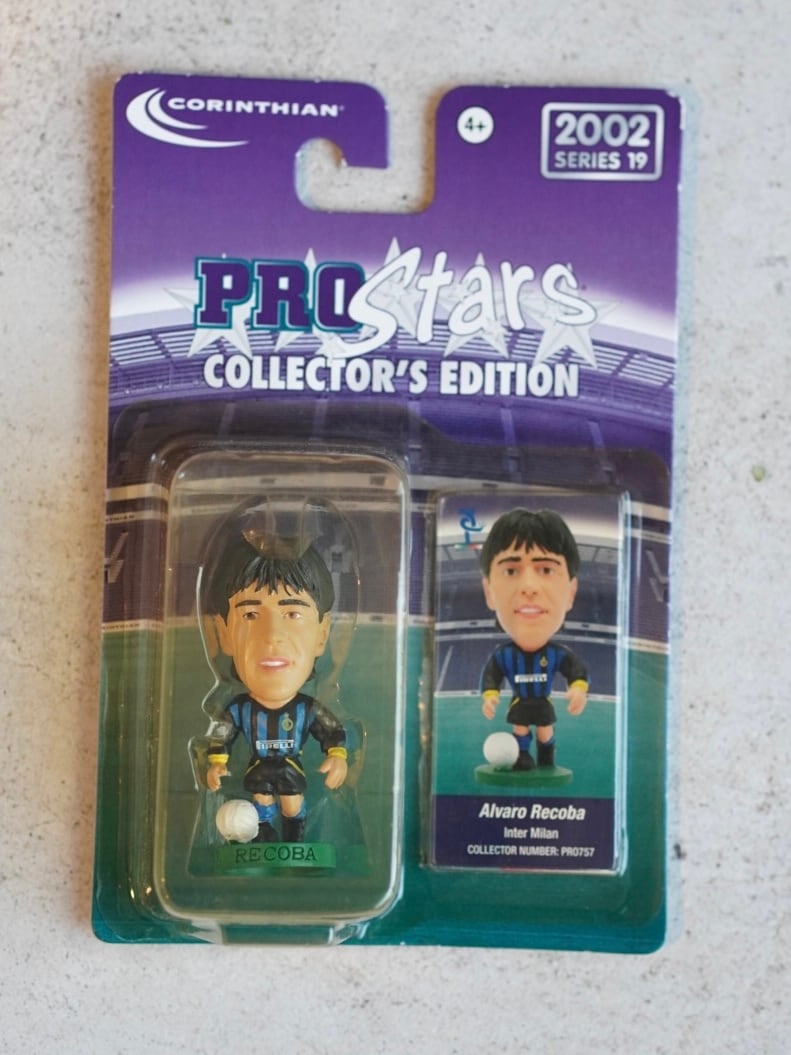 CORINTHIAN
4+
2002
SERIES 19
PROStars
COLLECTOR'S EDITION
PIRELLI
RECOBA
PIRELLI
Alvaro Recoba
Inter Milan
COLLECTOR NUMBER: PRO757